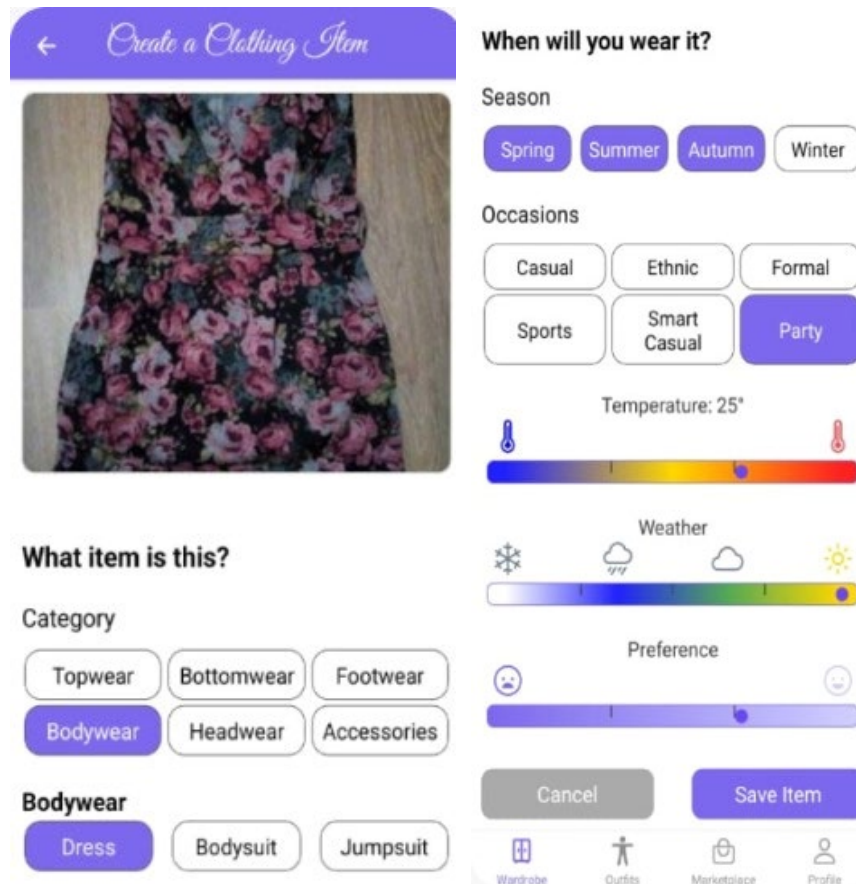 Create a Clothing Item
What item is this?
Category
Topwear Bottomwear Footwear
Bodywear Headwear Accessories
Bodywear
Dress Bodysuit Jumpsuit
When will you wear it?
Season
Spring Summer Autumn Winter
Occasions
Casual Ethnic Formal
Sports Smart Casual Party
Temperature: 25°
Weather
Preference
Cancel Save Item
Wardrobe Outfits Marketplace Profile